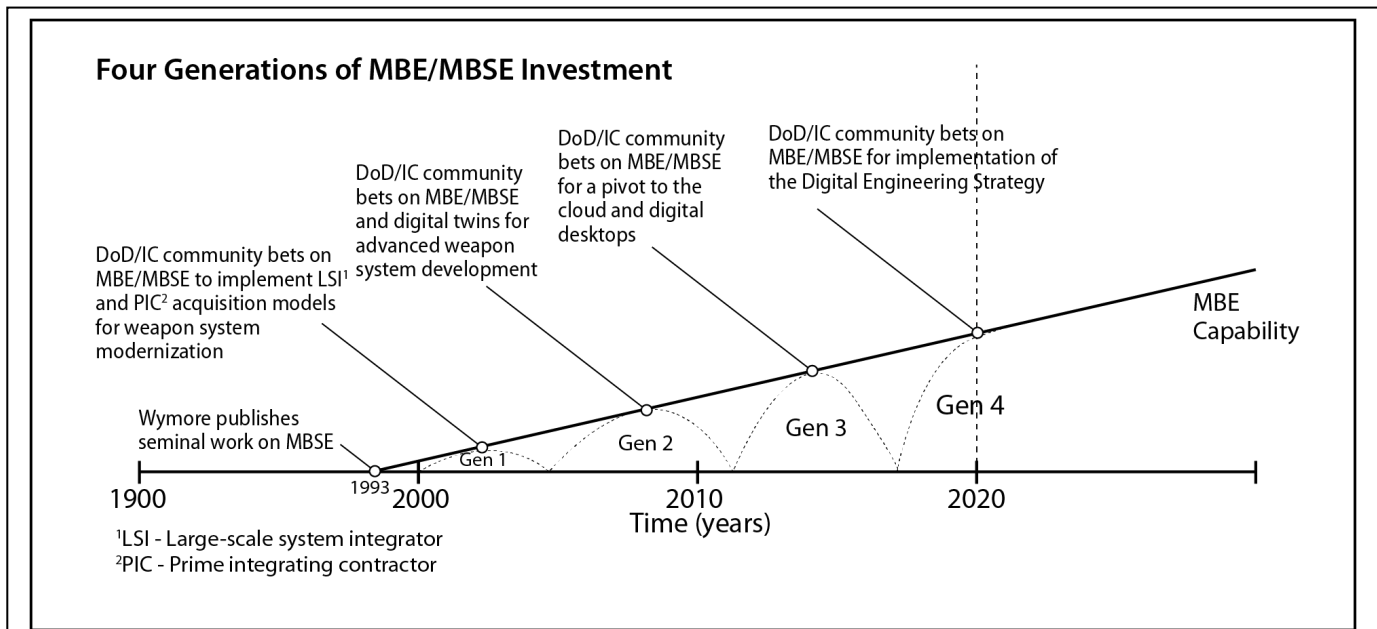 Four Generations of MBE/MBSE Investment
DoD/IC community bets on
MBE/MBSE to implement LSI¹
and PIC² acquisition models
for weapon system
modernization
DoD/IC community
bets on MBE/MBSE
and digital twins for
advanced weapon
system development
DoD/IC community
bets on MBE/MBSE
for a pivot to the
cloud and digital
desktops
DoD/IC community bets on
MBE/MBSE for implementation of
the Digital Engineering Strategy
MBE
Capability
Wymore publishes
seminal work on MBSE
Gen 1
Gen 2
Gen 3
Gen 4
1900
1993
2000
2010
2020
Time (years)
¹LSI - Large-scale system integrator
²PIC - Prime integrating contractor